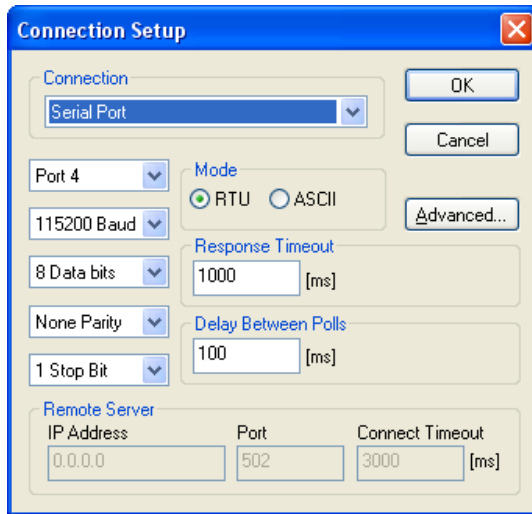 Connection Setup
Connection
Serial Port
OK
Cancel
Port 4
Mode
RTU ASCII
Advanced...
115200 Baud
Response Timeout
1000 [ms]
8 Data bits
None Parity
Delay Between Polls
100 [ms]
1 Stop Bit
Remote Server
IP Address Port Connect Timeout
0.0.0.0 502 3000 [ms]